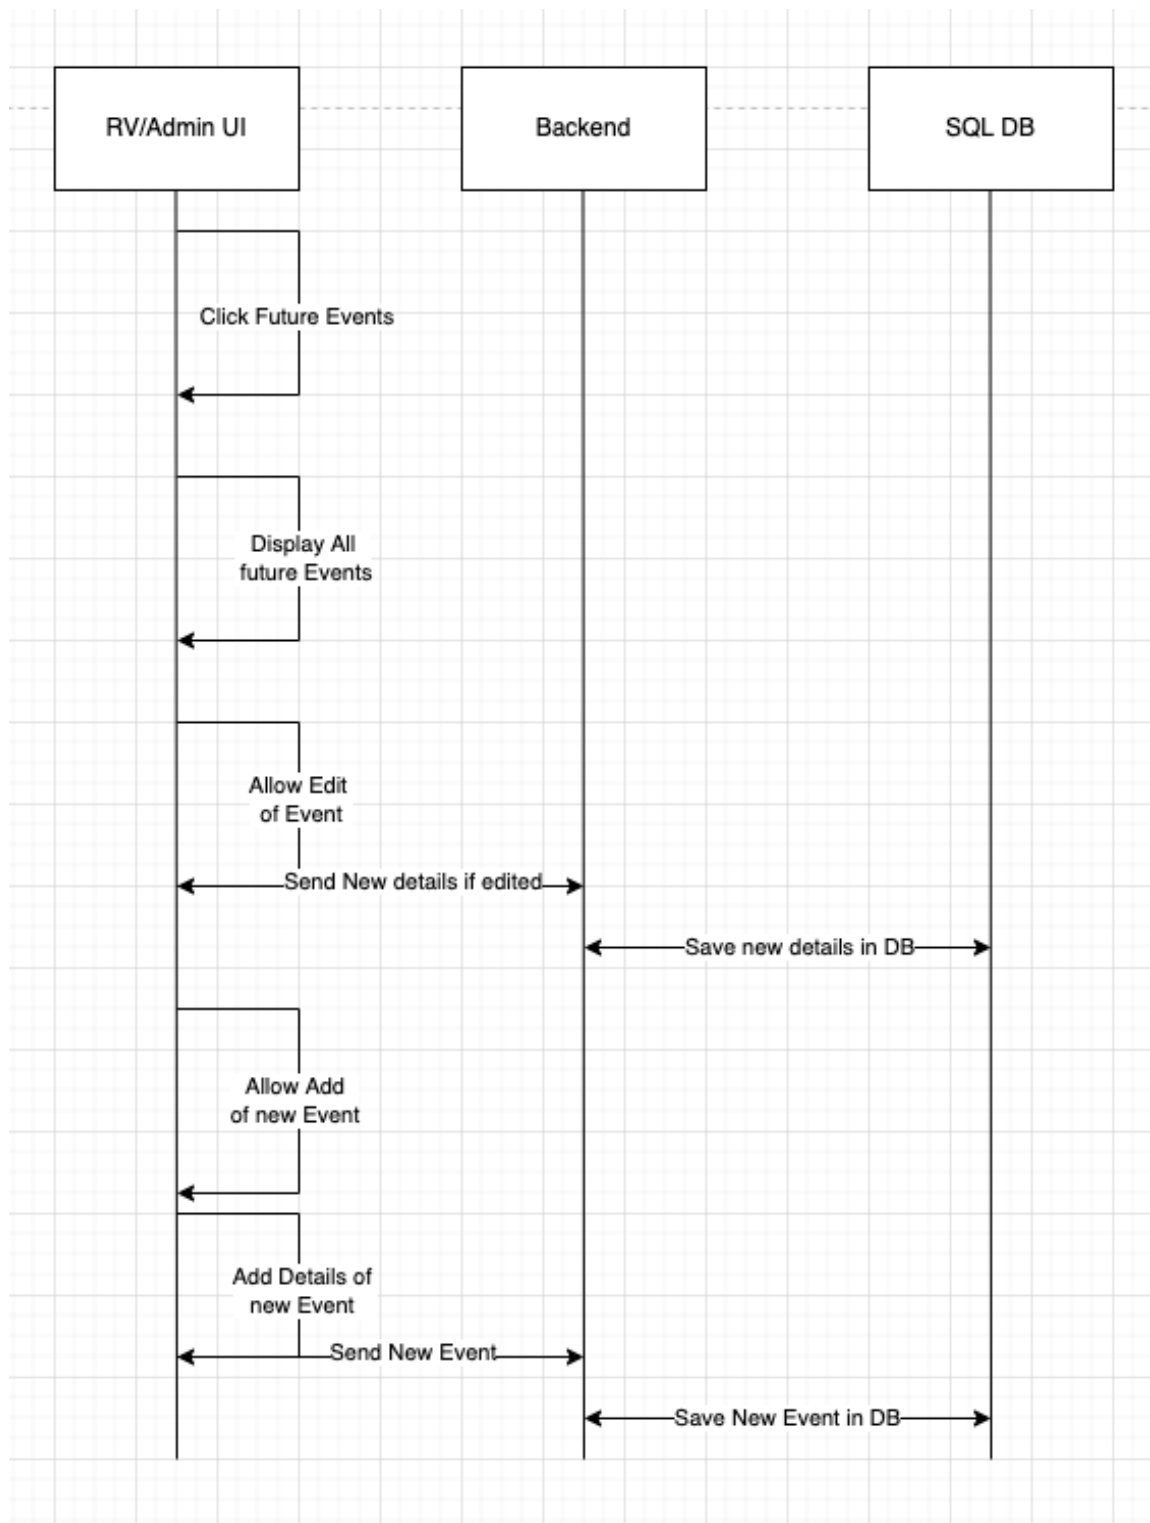 RV/Admin UI
Backend
SQL DB
Click Future Events
Display All
future Events
Allow Edit
of Event
Send New details if edited
Save new details in DB
Allow Add
of new Event
Add Details of
new Event
Send New Event
Save New Event in DB